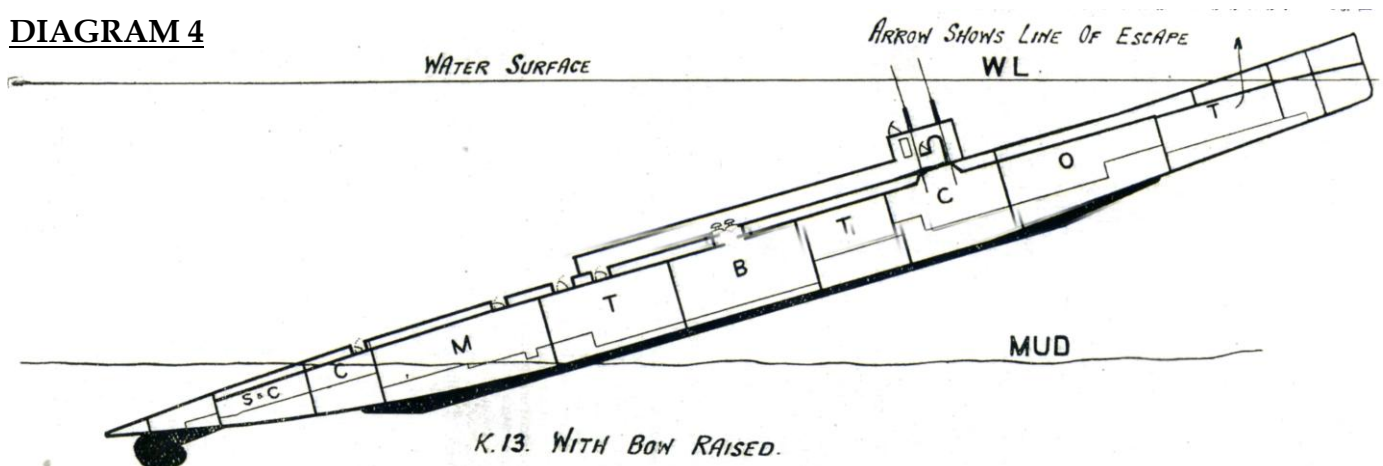 DIAGRAM 4
ARROW SHOWS LINE OF ESCAPE
WATER SURFACE
WL.
T
O
C
T
B
T
M
MUD
C
S & C
K.13. WITH BOW RAISED.